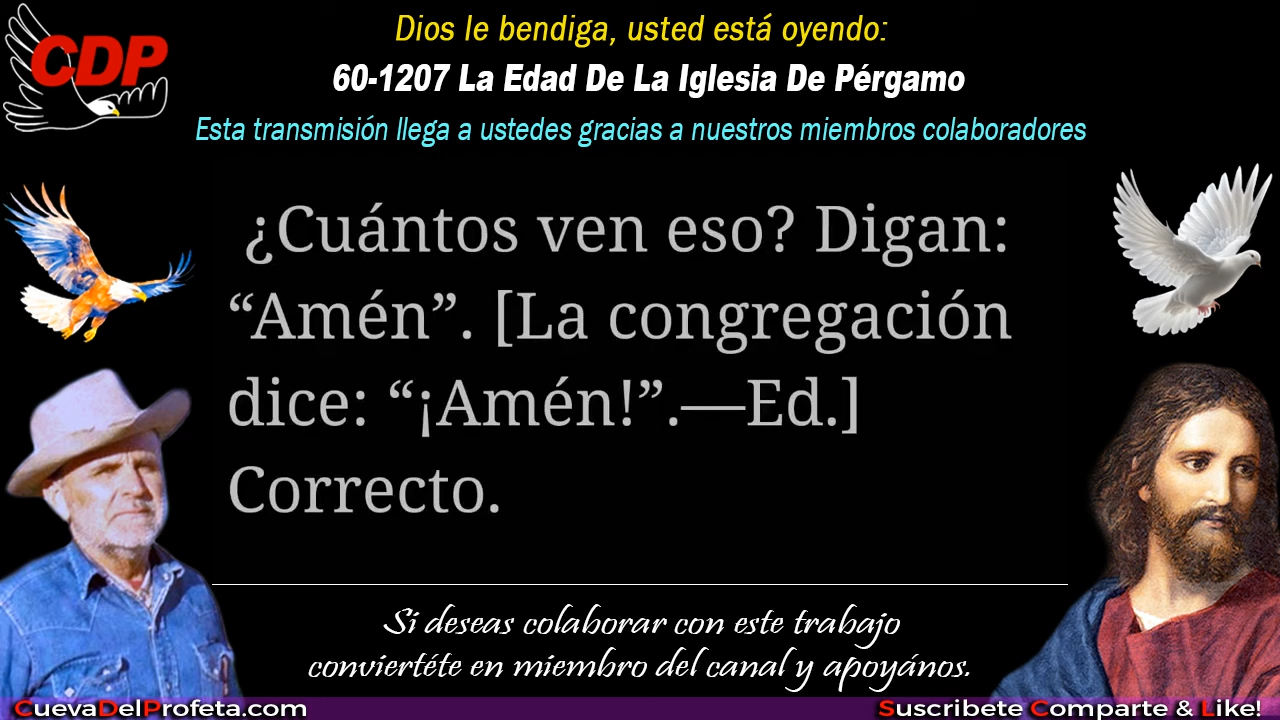 CDP
Dios le bendiga, usted está oyendo:
60-1207 La Edad De La Iglesia De Pérgamo
Esta transmisión llega a ustedes gracias a nuestros miembros colaboradores
¿Cuántos ven eso? Digan:
“Amén”. [La congregación
dice: “¡Amén!”.—Ed.]
Correcto.
Si deseas colaborar con este trabajo
conviertéte en miembro del canal y apoyános.
CuevaDelProfeta.com
Suscribete Comparte & Like!